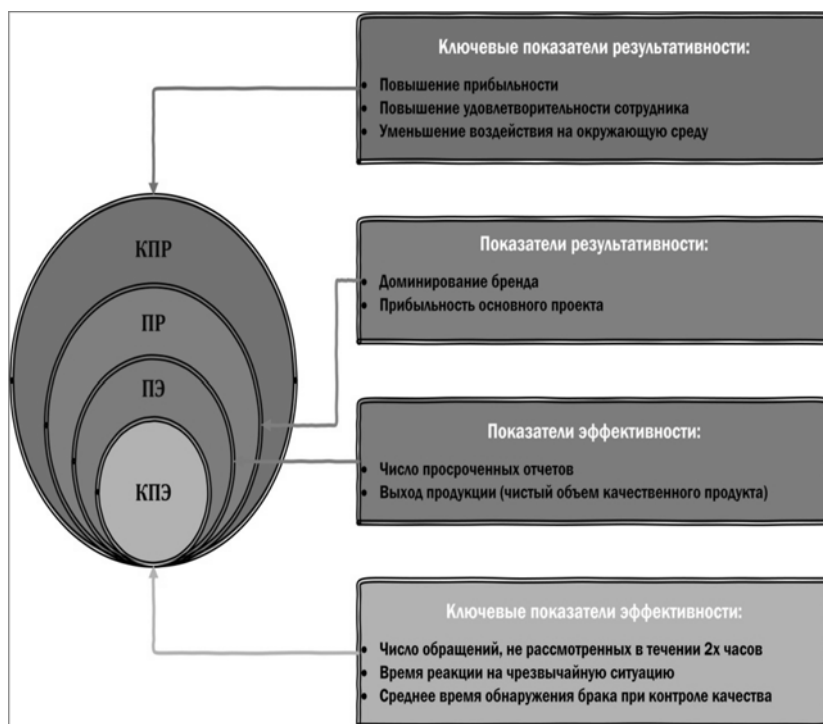 Ключевые показатели результативности:
• Повышение прибыльности
• Повышение удовлетворительности сотрудника
• Уменьшение воздействия на окружающую среду
КПР
Показатели результативности:
• Доминирование бренда
• Прибыльность основного проекта
ПР
ПЭ
Показатели эффективности:
• Число просроченных отчетов
• Выход продукции (чистый объем качественного продукта)
КПЭ
Ключевые показатели эффективности:
• Число обращений, не рассмотренных в течении 2х часов
• Время реакции на чрезвычайную ситуацию
• Среднее время обнаружения брака при контроле качества